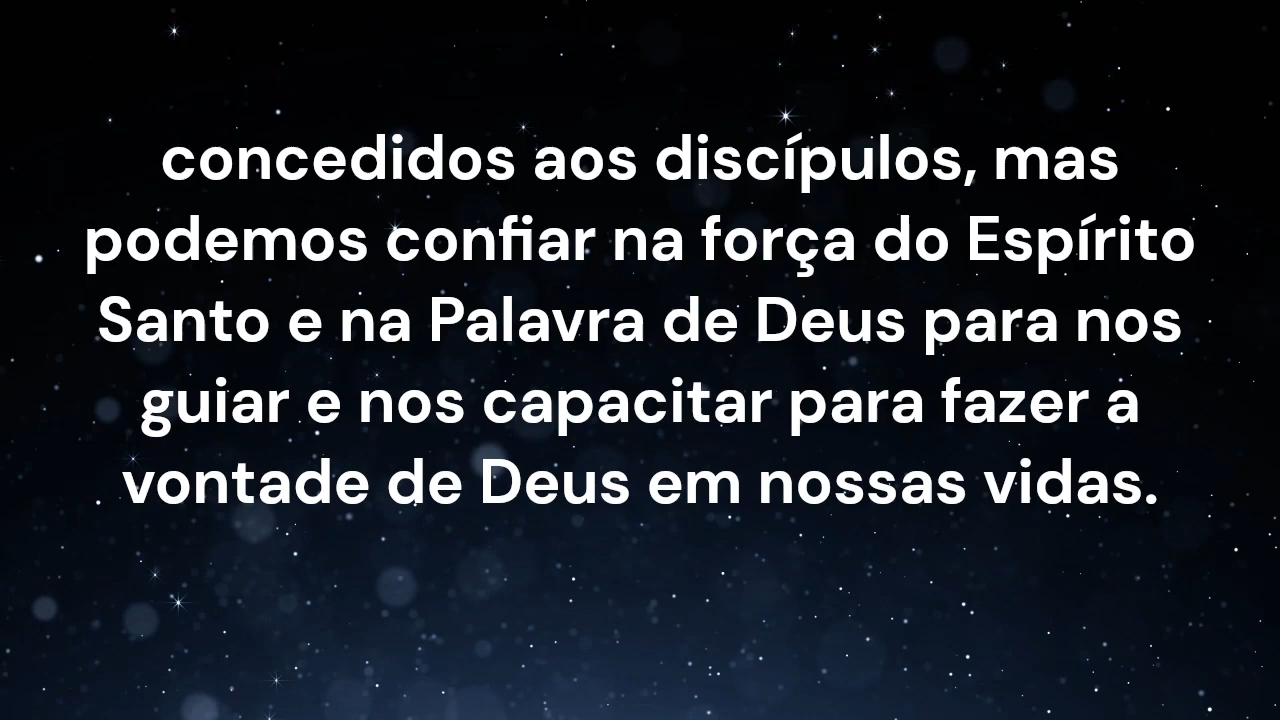 concedidos aos discípulos, mas
podemos confiar na força do Espírito
Santo e na Palavra de Deus para nos
guiar e nos capacitar para fazer a
vontade de Deus em nossas vidas.